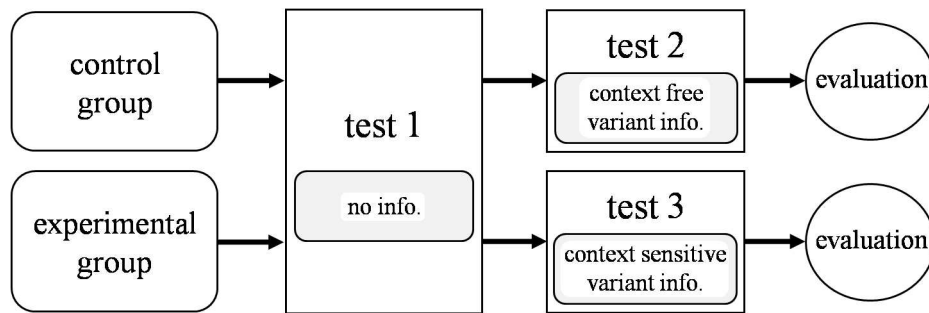 control
group
test 1
no info.
test 2
context free
variant info.
evaluation
experimental
group
test 3
context sensitive
variant info.
evaluation